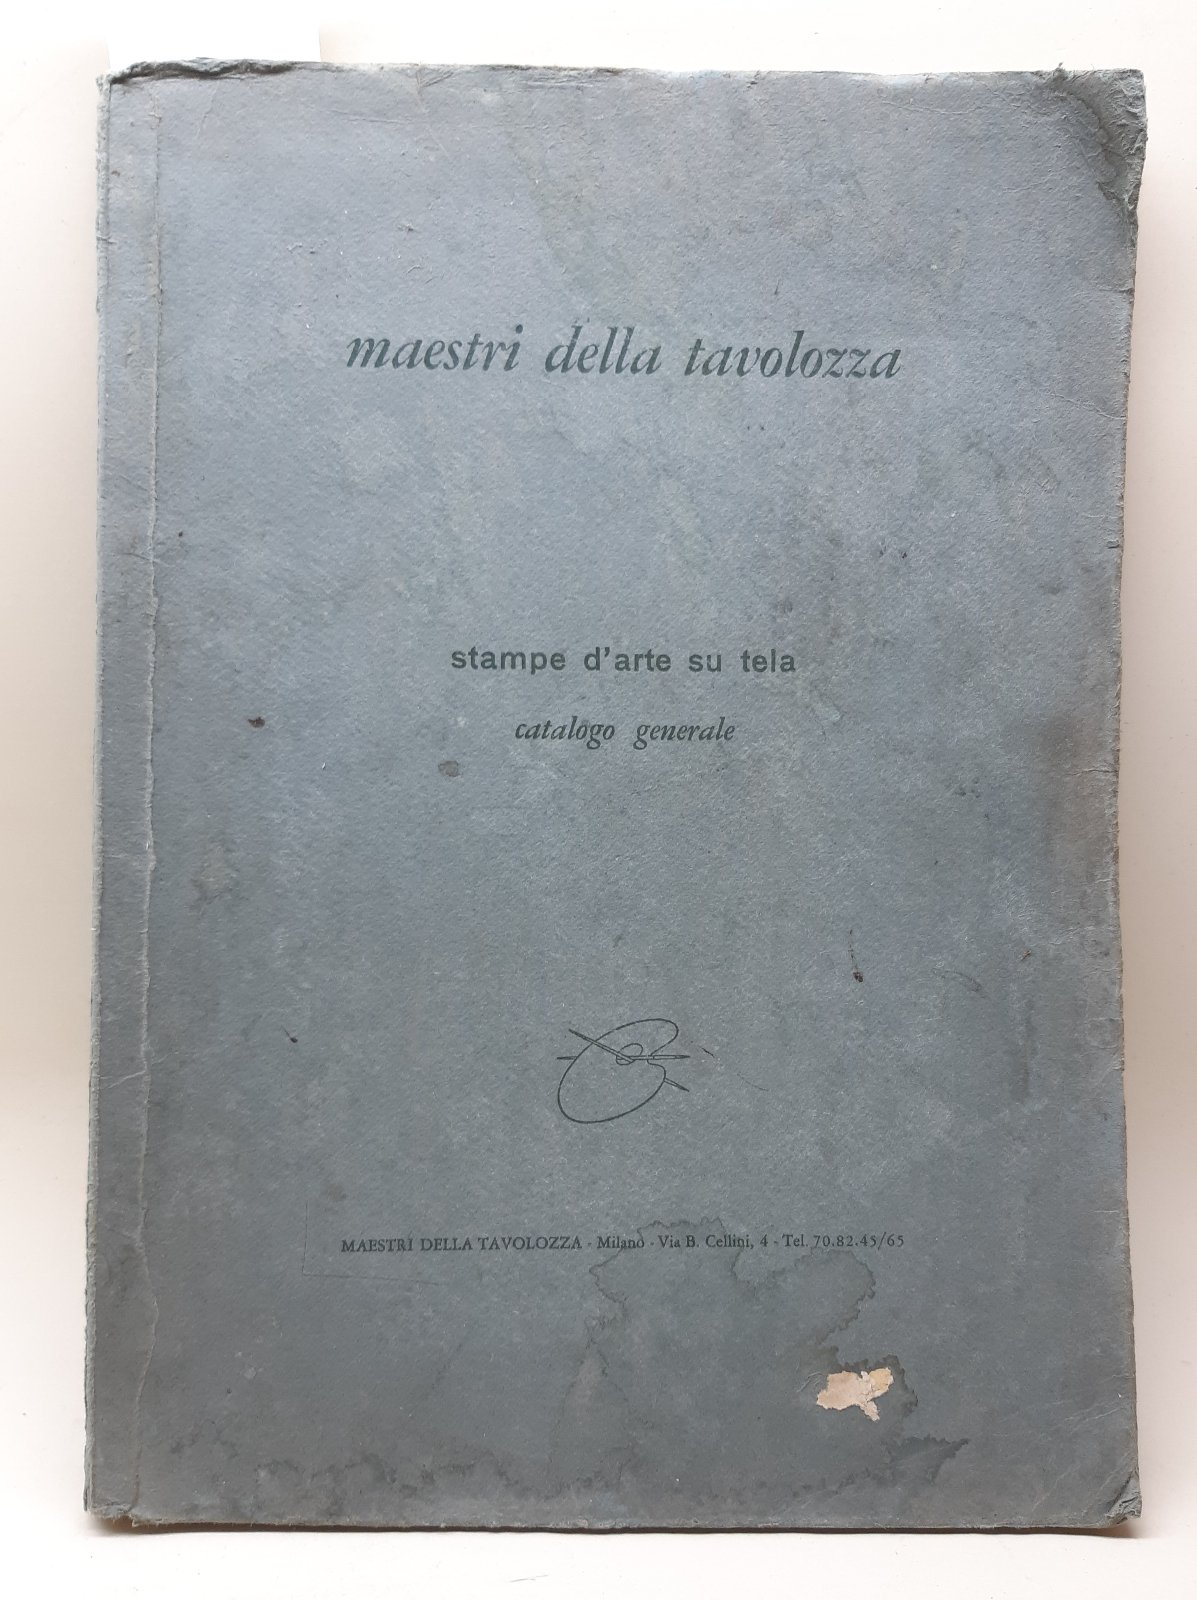 maestri della tavolozza
stampe d'arte su tela
catalogo generale
MAESTRI DELLA TAVOLOZZA - Milano - Via B. Cellini, 4 - Tel. 70.82.45/65